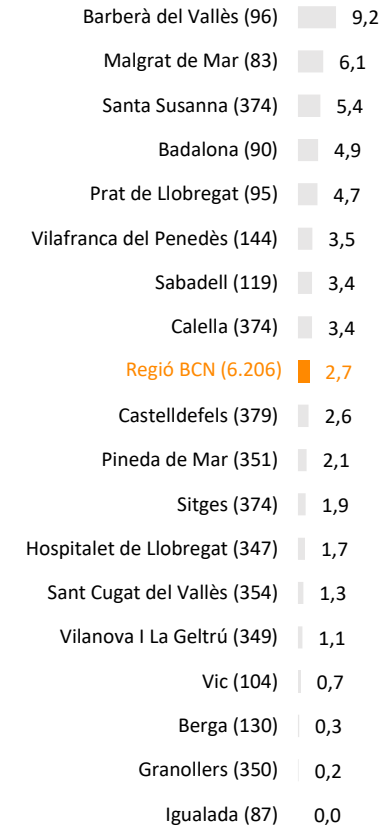 Barberà del Vallès (96) 9,2
Malgrat de Mar (83) 6,1
Santa Susanna (374) 5,4
Badalona (90) 4,9
Prat de Llobregat (95) 4,7
Vilafranca del Penedès (144) 3,5
Sabadell (119) 3,4
Calella (374) 3,4
Regió BCN (6.206) 2,7
Castelldefels (379) 2,6
Pineda de Mar (351) 2,1
Sitges (374) 1,9
Hospitalet de Llobregat (347) 1,7
Sant Cugat del Vallès (354) 1,3
Vilanova I La Geltrú (349) 1,1
Vic (104) 0,7
Berga (130) 0,3
Granollers (350) 0,2
Igualada (87) 0,0